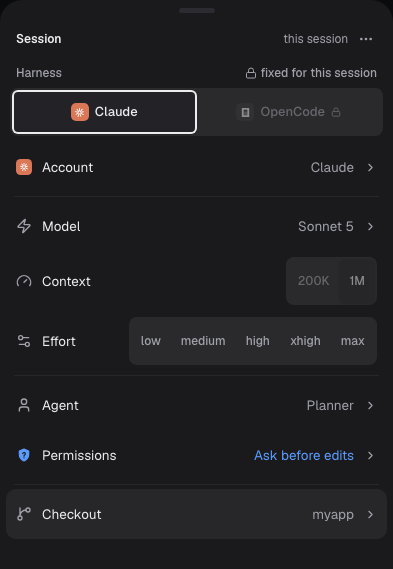 Session this session
Harness fixed for this session
Claude OpenCode
Account Claude
Model Sonnet 5
Context 200K 1M
Effort low medium high xhigh max
Agent Planner
Permissions Ask before edits
Checkout myapp